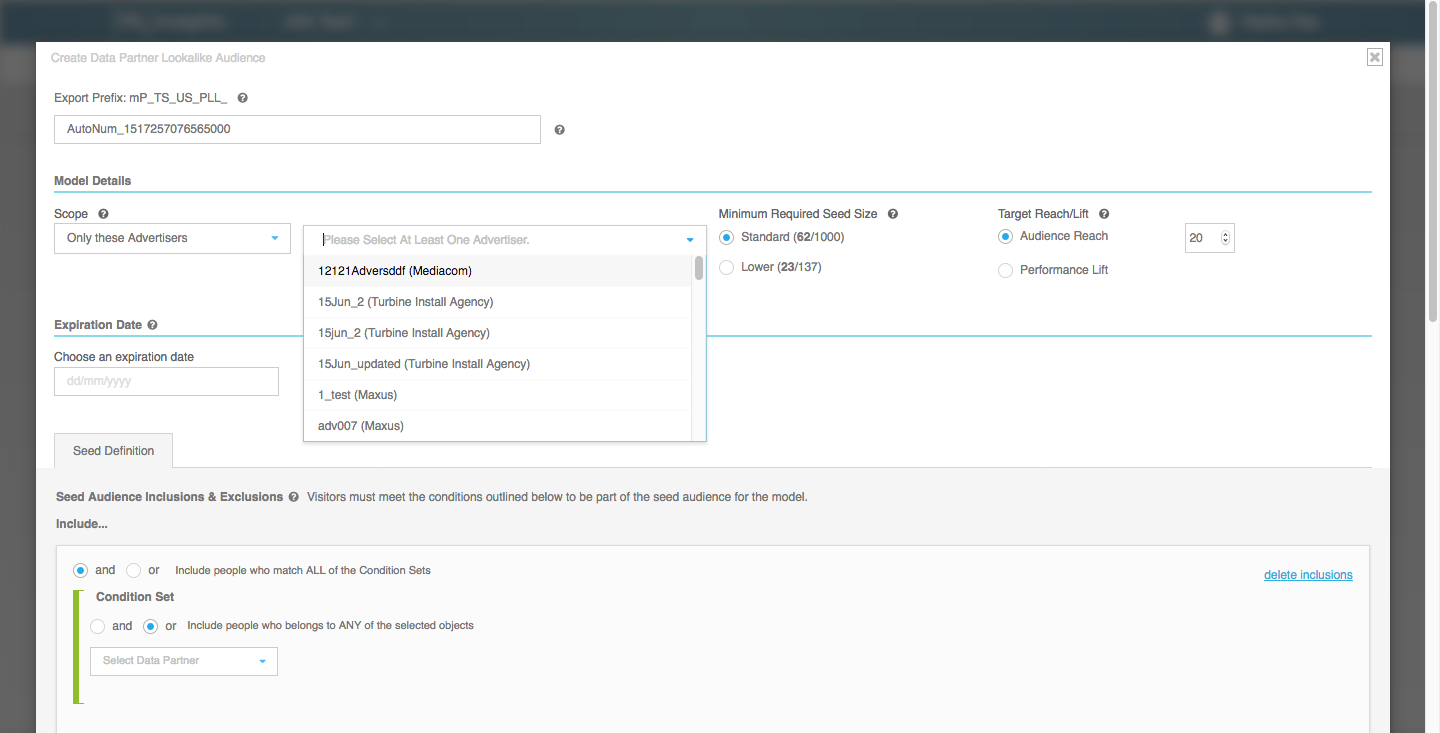 Create Data Partner Lookalike Audience
Export Prefix: mP_TS_US_PLL_
AutoNum_1517257076565000
Model Details
Scope
Only these Advertisers
Please Select At Least One Advertiser.
12121Adversddf (Mediacom)
15Jun_2 (Turbine Install Agency)
15jun_2 (Turbine Install Agency)
15Jun_updated (Turbine Install Agency)
1_test (Maxus)
adv007 (Maxus)
Minimum Required Seed Size
Standard (62/1000)
Lower (23/137)
Target Reach/Lift
Audience Reach
20
Performance Lift
Expiration Date
Choose an expiration date
dd/mm/yyyy
Seed Definition
Seed Audience Inclusions & Exclusions Visitors must meet the conditions outlined below to be part of the seed audience for the model.
Include...
and or Include people who match ALL of the Condition Sets
delete inclusions
Condition Set
and or Include people who belongs to ANY of the selected objects
Select Data Partner